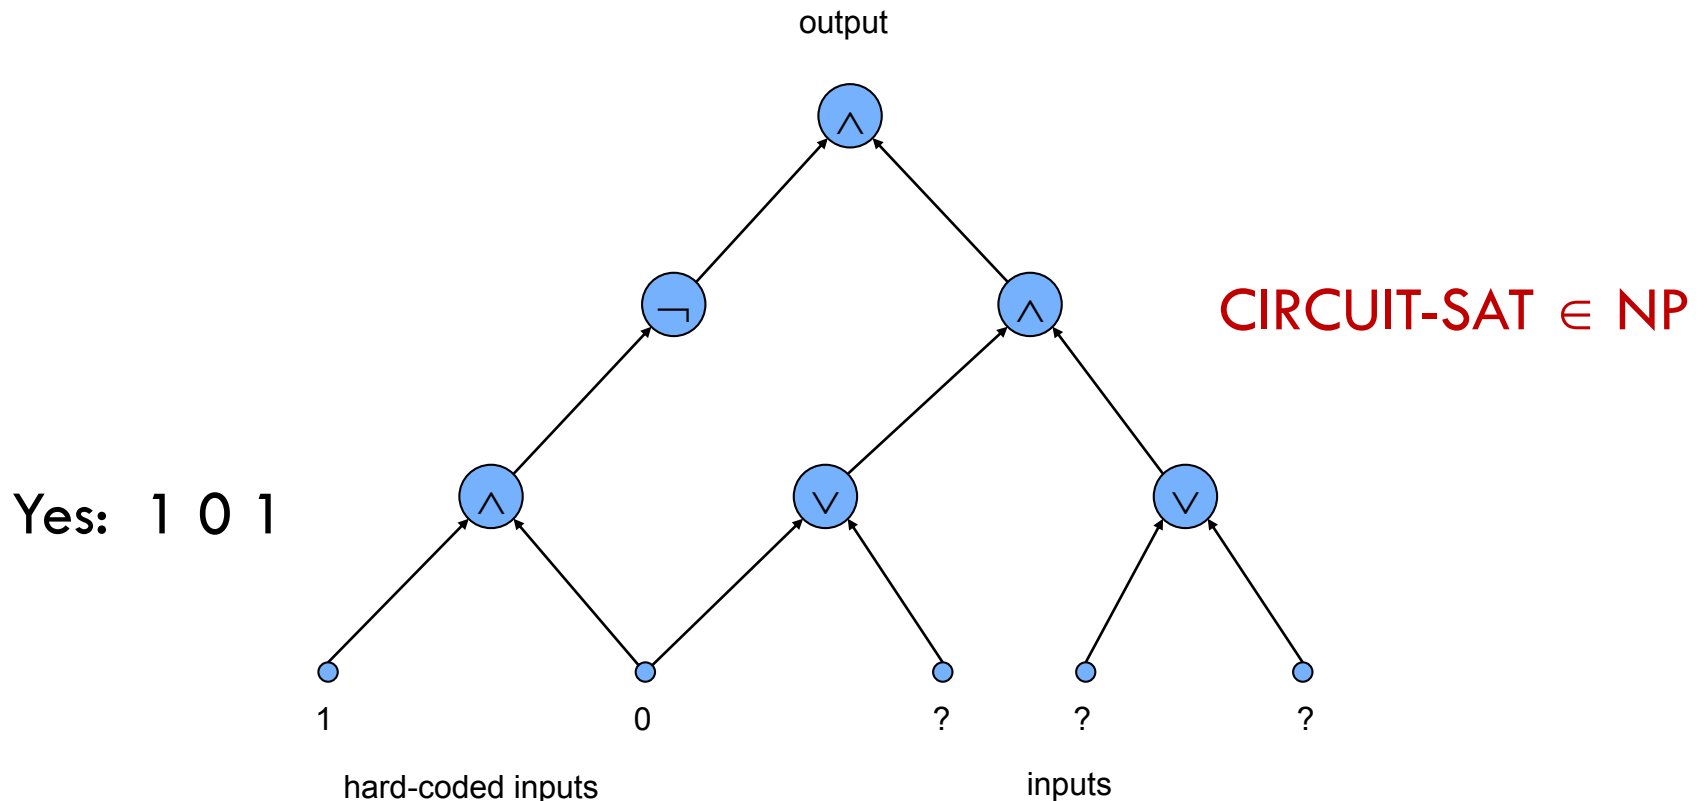 output
∧
¬
∧
CIRCUIT-SAT ∈ NP
Yes: 1 0 1
∧
∨
∨
1
0
?
?
?
hard-coded inputs
inputs